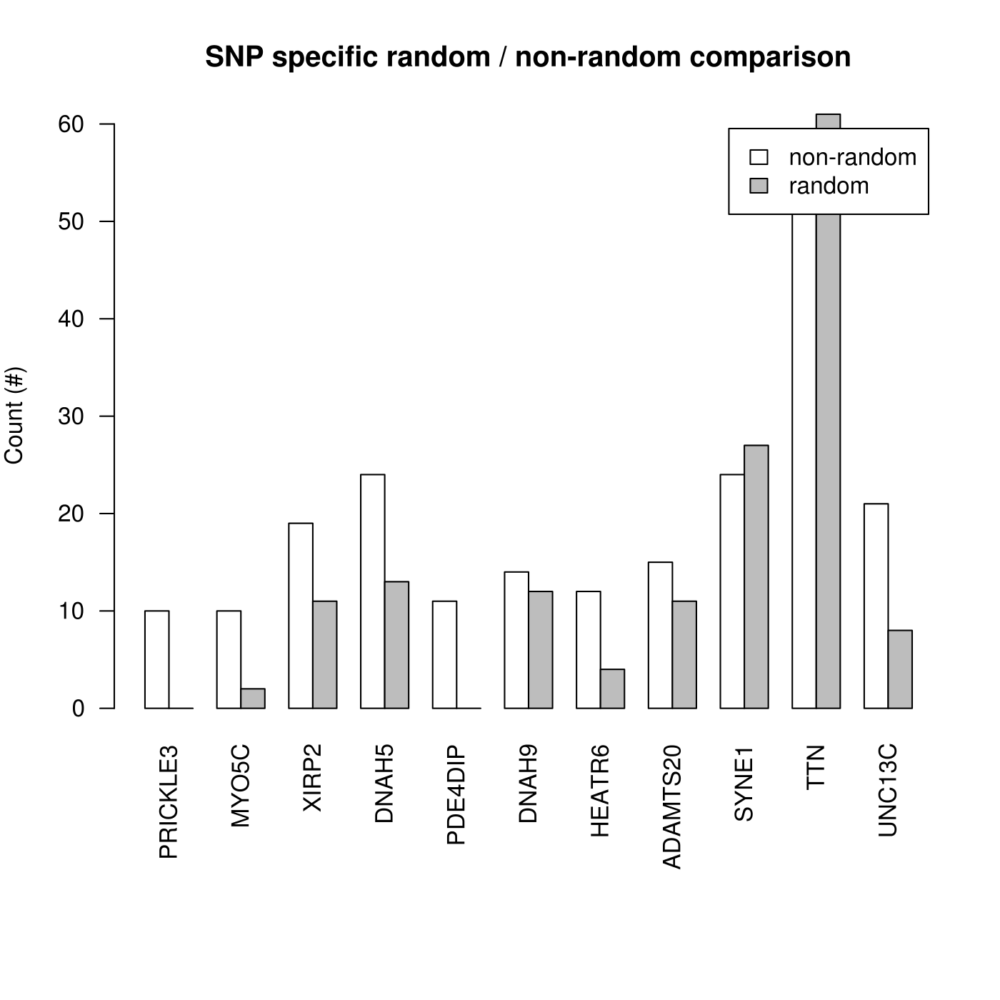 SNP specific random / non-random comparison
60
50
40
30
20
10
0
Count (#)
non-random
random
PRICKLE3
MYO5C
XIRP2
DNAH5
PDE4DIP
DNAH9
HEATR6
ADAMTS20
SYNE1
TTN
UNC13C